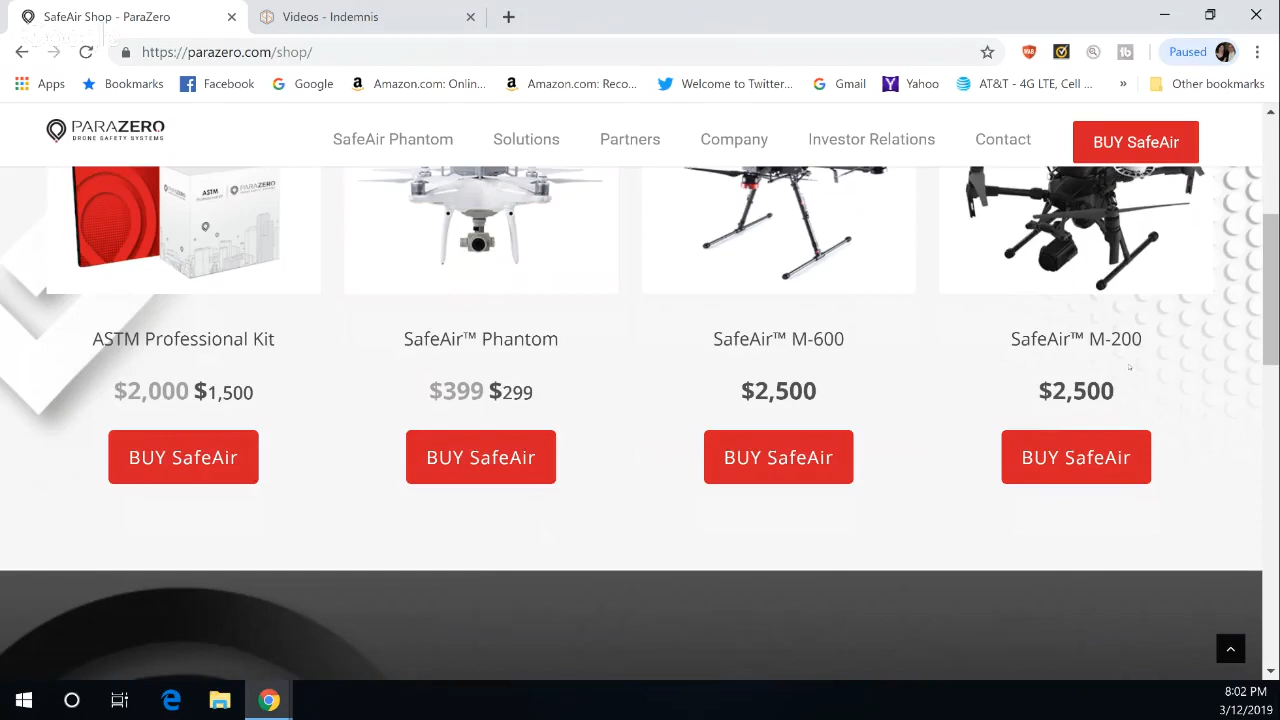 SafeAir Shop - ParaZero
Videos - Indemnis
https://parazero.com/shop/
Paused
Apps
Bookmarks
Facebook
Google
Amazon.com: Onlin...
Amazon.com: Reco...
Welcome to Twitter...
Gmail
Yahoo
AT&T - 4G LTE, Cell ...
»
Other bookmarks
PARAZERO
DRONE SAFETY SYSTEMS
SafeAir Phantom
Solutions
Partners
Company
Investor Relations
Contact
BUY SafeAir
ASTM
PARAZERO
ASTM Professional Kit
SafeAir™ Phantom
SafeAir™ M-600
SafeAir™ M-200
$2,000 $1,500
$399 $299
$2,500
$2,500
BUY SafeAir
BUY SafeAir
BUY SafeAir
BUY SafeAir
8:02 PM
3/12/2019